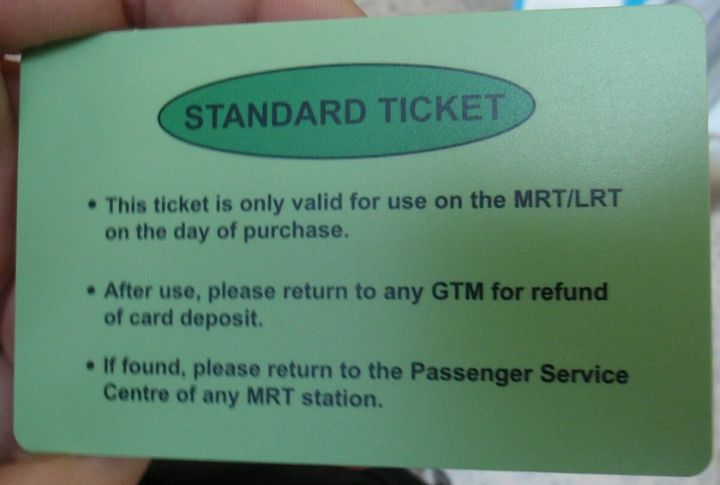 STANDARD TICKET
• This ticket is only valid for use on the MRT/LRT
on the day of purchase.
• After use, please return to any GTM for refund
of card deposit.
• If found, please return to the Passenger Service
Centre of any MRT station.